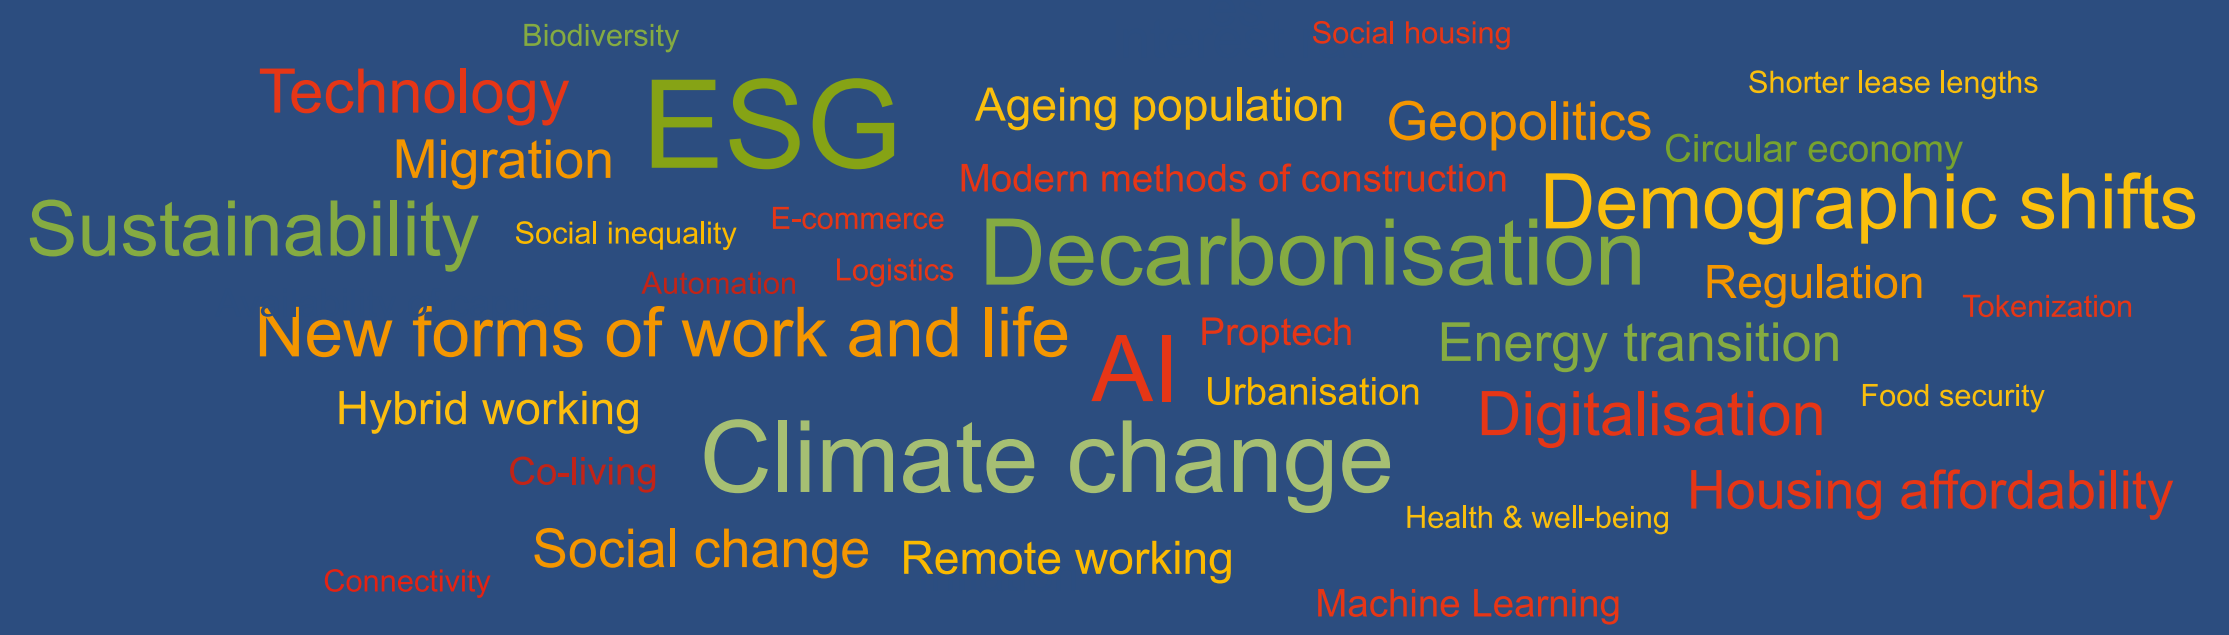 Biodiversity
Social housing
Technology
ESG
Ageing population
Geopolitics
Shorter lease lengths
Migration
Modern methods of construction
Circular economy
Demographic shifts
Sustainability
Social inequality
E-commerce
Decarbonisation
Automation
Logistics
Regulation
Tokenization
New forms of work and life
AI
Proptech
Energy transition
Hybrid working
Urbanisation
Digitalisation
Food security
Co-living
Climate change
Housing affordability
Health & well-being
Social change
Remote working
Connectivity
Machine Learning